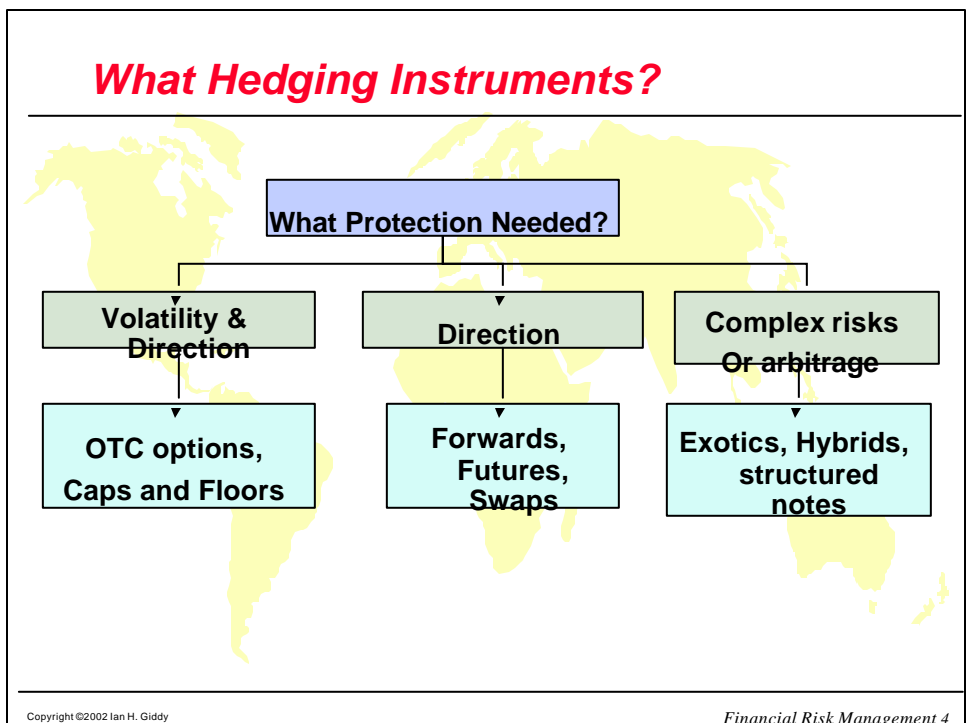 What Hedging Instruments?
What Protection Needed?
Volatility &
Direction
Direction
Complex risks
Or arbitrage
OTC options,
Caps and Floors
Forwards,
Futures,
Swaps
Exotics, Hybrids,
structured
notes
Copyright ©2002 Ian H. Giddy
Financial Risk Management 4